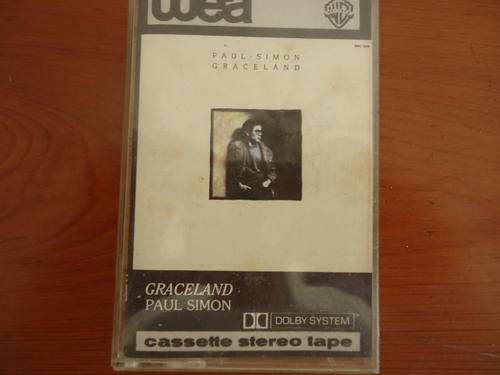 wea
PAUL SIMON
GRACELAND
GRACELAND
PAUL SIMON
DOLBY SYSTEM
cassette stereo tape